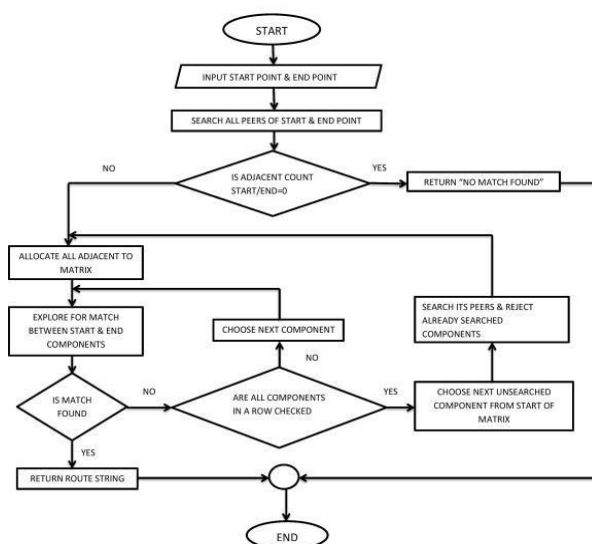 START
INPUT START POINT & END POINT
SEARCH ALL PEERS OF START & END POINT
IS ADJACENT COUNT
START/END=0
NO
YES
RETURN "NO MATCH FOUND"
ALLOCATE ALL ADJACENT TO
MATRIX
EXPLORE FOR MATCH
BETWEEN START & END
COMPONENTS
CHOOSE NEXT COMPONENT
SEARCH ITS PEERS & REJECT
ALREADY SEARCHED
COMPONENTS
NO
IS MATCH
FOUND
NO
ARE ALL COMPONENTS
IN A ROW CHECKED
YES
CHOOSE NEXT UNSEARCHED
COMPONENT FROM START OF
MATRIX
YES
RETURN ROUTE STRING
END